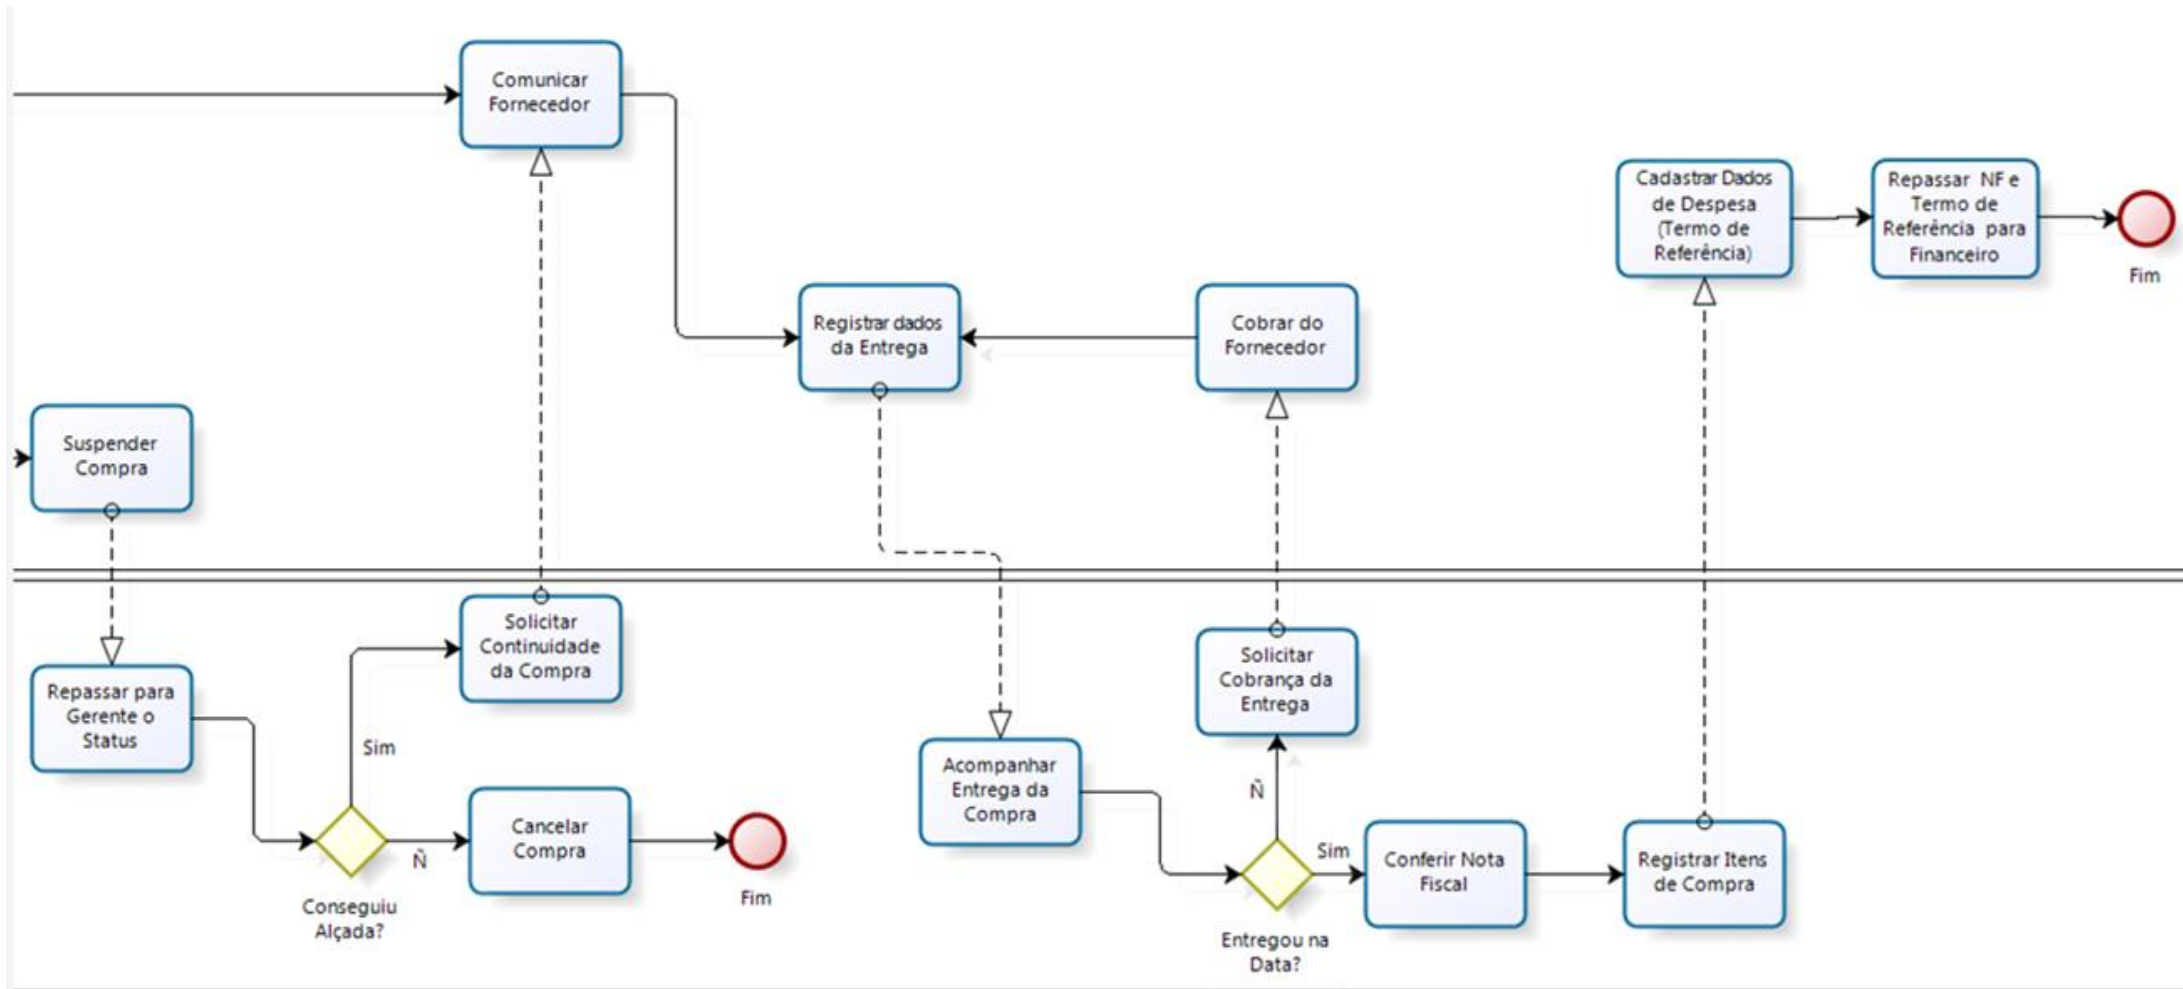 Comunicar
Fornecedor
Cadastrar Dados
de Despesa
(Termo de
Referência)
Repassar NF e
Termo de
Referência para
Financeiro
Fim
Registrar dados
da Entrega
Cobrar do
Fornecedor
Suspender
Compra
Solicitar
Continuidade
da Compra
Repassar para
Gerente o
Status
Sim
Solicitar
Cobrança da
Entrega
Acompanhar
Entrega da
Compra
Ñ
Cancelar
Compra
Ñ
Fim
Conseguiu
Alçada?
Sim
Conferir Nota
Fiscal
Registrar Itens
de Compra
Entregou na
Data?